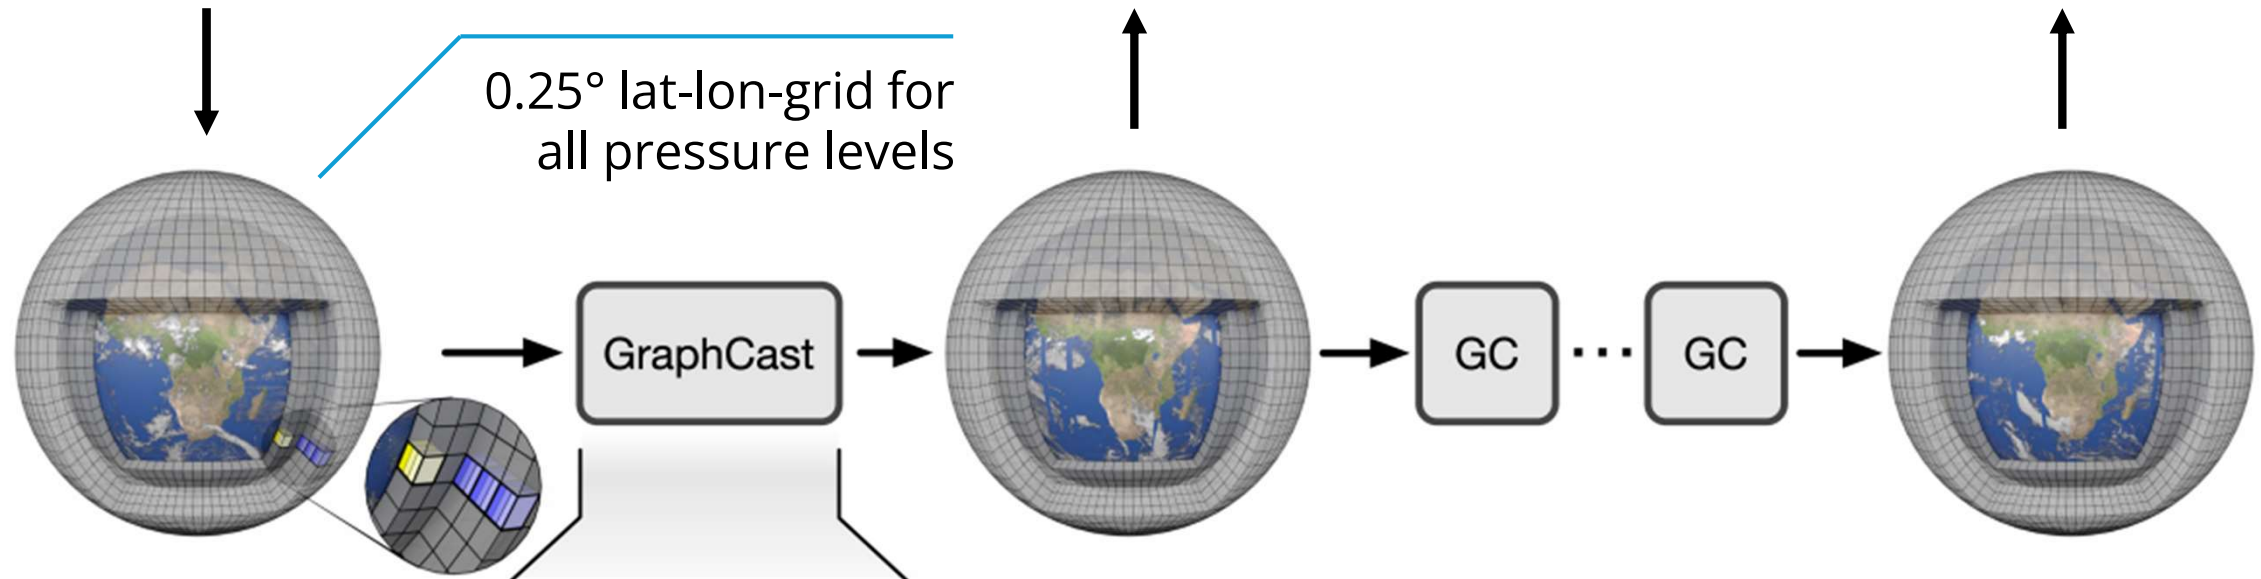 0.25° lat-lon-grid for
all pressure levels
GraphCast
GC
...
GC